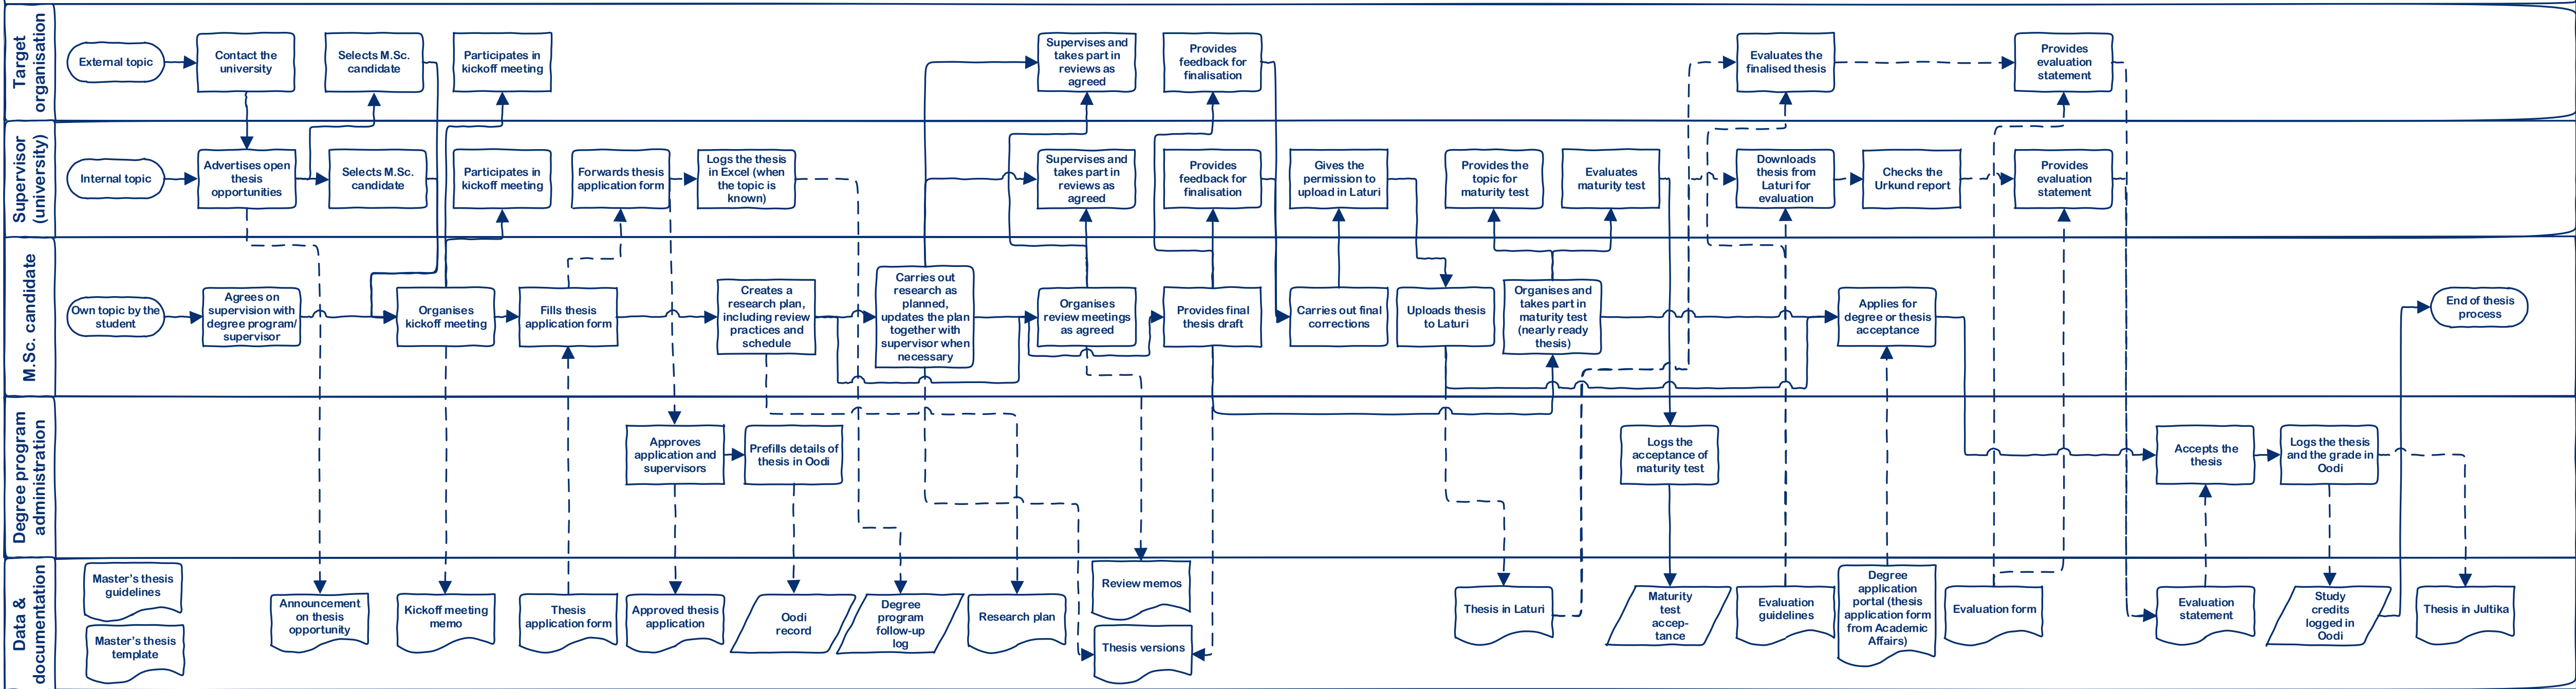 Target
organisation
External topic
Contact the
university
Selects M.Sc.
candidate
Participates in
kickoff meeting
Supervises and
takes part in
reviews as
agreed
Provides
feedback for
finalisation
Evaluates the
finalised thesis
Provides
evaluation
statement
Supervisor
(university)
Internal topic
Advertises open
thesis
opportunities
Selects M.Sc.
candidate
Participates in
kickoff meeting
Forwards thesis
application form
Logs the thesis
in Excel (when
the topic is
known)
Supervises and
takes part in
reviews as
agreed
Provides
feedback for
finalisation
Gives the
permission to
upload in Laturi
Provides the
topic for
maturity test
Evaluates
maturity test
Downloads
thesis from
Laturi for
evaluation
Checks the
Urkund report
Provides
evaluation
statement
M.Sc. candidate
Own topic by the
student
Agrees on
supervision with
degree program/
supervisor
Organises
kickoff meeting
Fills thesis
application form
Creates a
research plan,
including review
practices and
schedule
Carries out
research as
planned,
updates the plan
together with
supervisor when
necessary
Organises
review meetings
as agreed
Provides final
thesis draft
Carries out final
corrections
Uploads thesis
to Laturi
Organises and
takes part in
maturity test
(nearly ready
thesis)
Applies for
degree or thesis
acceptance
End of thesis
process
Degree program
administration
Approves
application and
supervisors
Prefills details of
thesis in Oodi
Logs the
acceptance of
maturity test
Accepts the
thesis
Logs the thesis
and the grade in
Oodi
Data &
documentation
Master's thesis
guidelines
Master's thesis
template
Announcement
on thesis
opportunity
Kickoff meeting
memo
Thesis
application form
Approved thesis
application
Oodi
record
Degree
program
follow-up
log
Research plan
Review memos
Thesis versions
Thesis in Laturi
Maturity
test
accep-
tance
Evaluation
guidelines
Degree
application
portal (thesis
application form
from Academic
Affairs)
Evaluation form
Evaluation
statement
Study
credits
logged in
Oodi
Thesis in Jultika